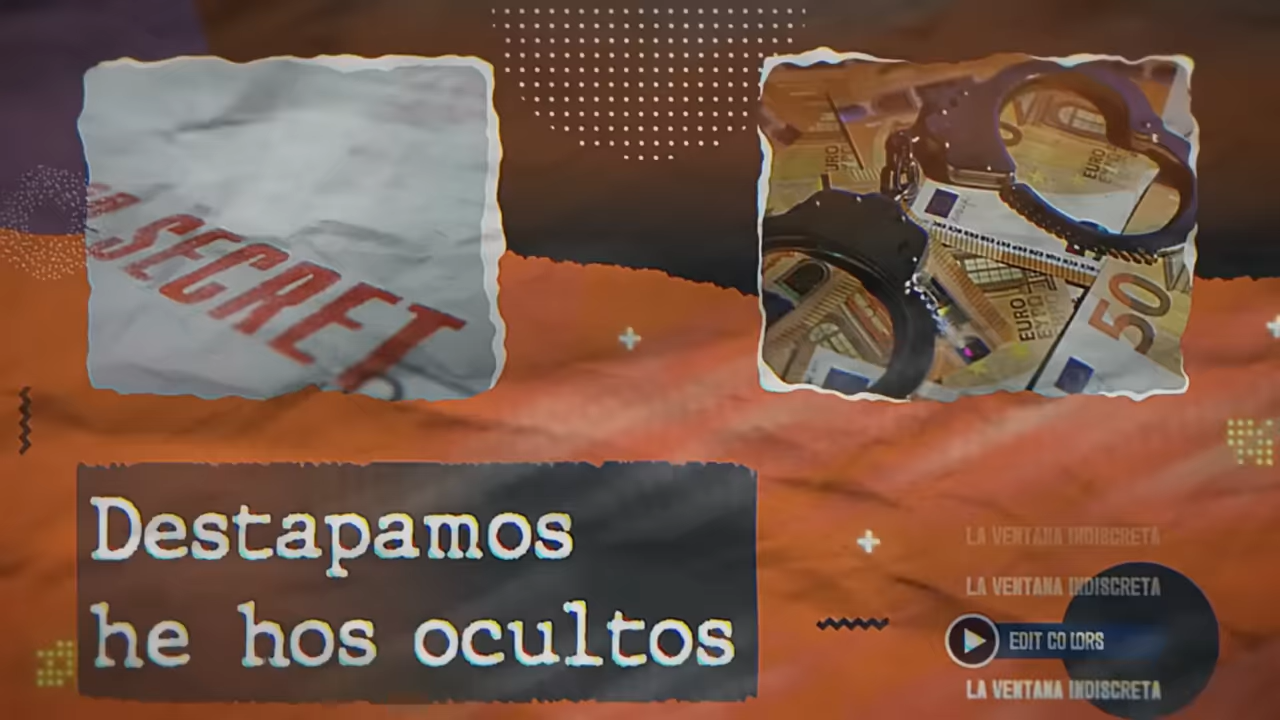 SECRET
EURO
EURO
50
Destapamos
he hos ocultos
LA VENTANA INDISCRETA
LA VENTANA INDISCRETA
EDIT CO LORS
LA VENTANA INDISCRETA